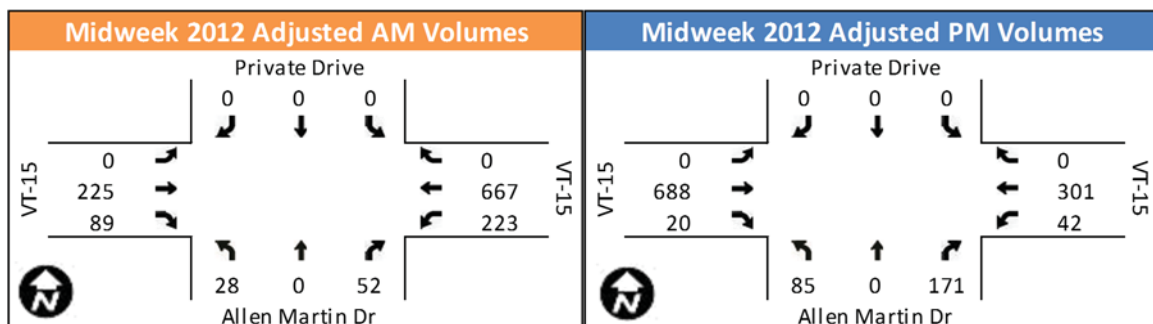 Midweek 2012 Adjusted AM Volumes
Private Drive
0 0 0
VT-15
0
225
89
0
667
223
VT-15
28 0 52
N
Allen Martin Dr
Midweek 2012 Adjusted PM Volumes
Private Drive
0 0 0
VT-15
0
688
20
0
301
42
VT-15
85 0 171
N
Allen Martin Dr